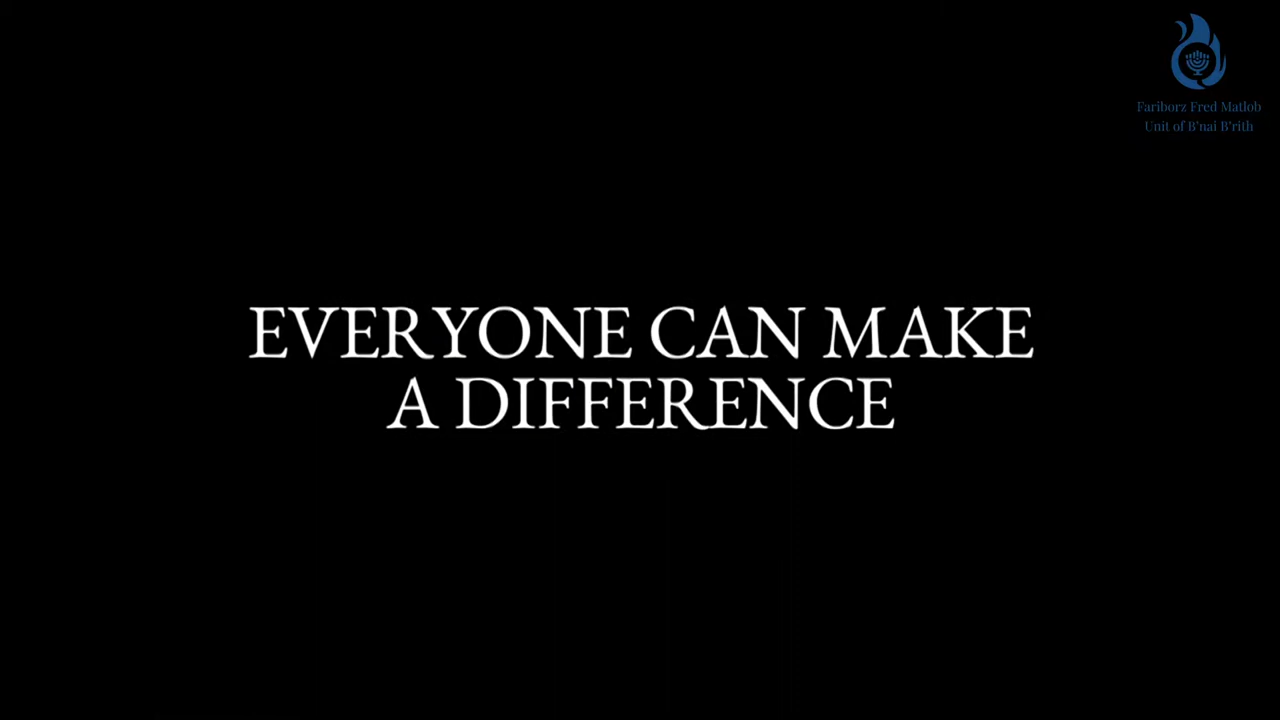 Fariborz Fred Matlob
Unit of B'nai B'rith
EVERYONE CAN MAKE
A DIFFERENCE